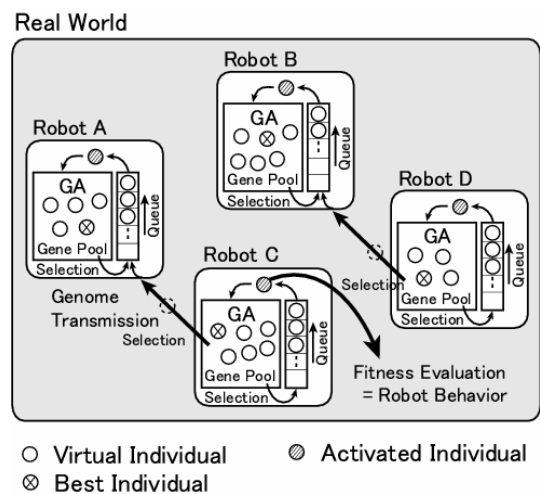 Real World
Robot B
GA
Gene Pool
Selection
Queue
Robot A
GA
Gene Pool
Selection
Queue
Robot D
GA
Gene Pool
Selection
Queue
Selection
Robot C
GA
Gene Pool
Selection
Queue
Genome
Transmission
Selection
Fitness Evaluation
= Robot Behavior
Virtual Individual
Activated Individual
Best Individual